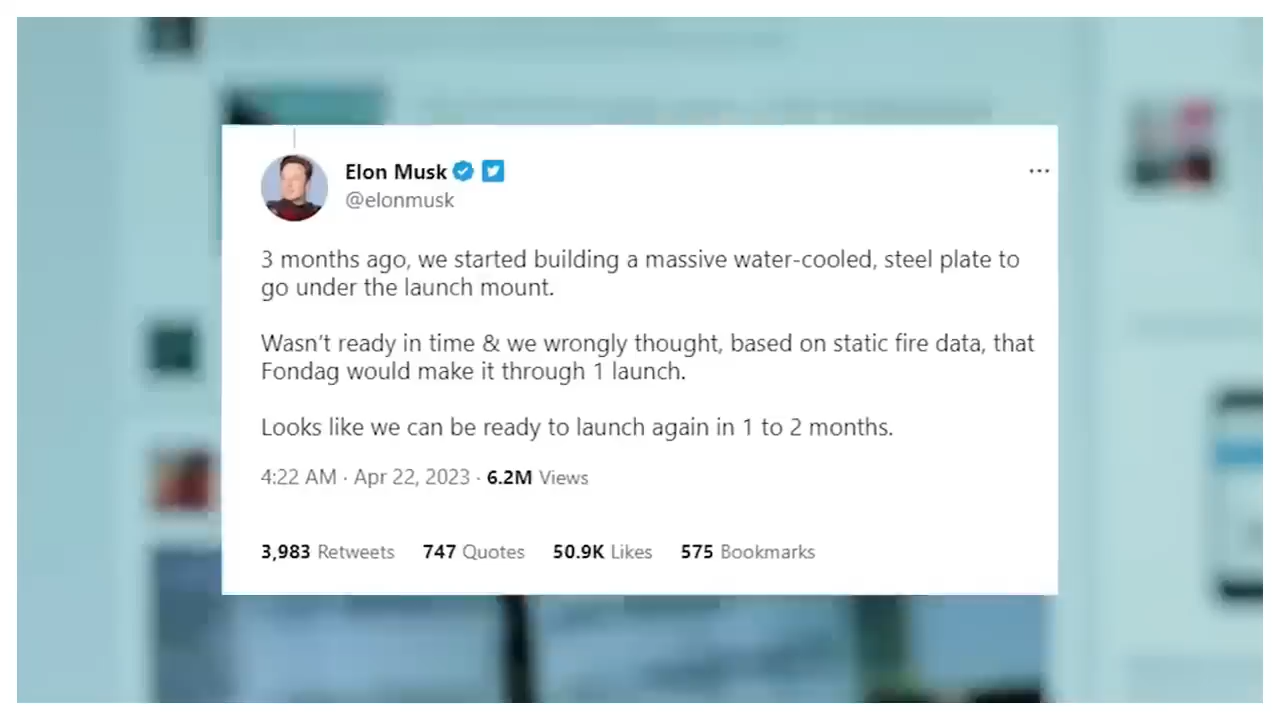 Elon Musk
@elonmusk
3 months ago, we started building a massive water-cooled, steel plate to
go under the launch mount.
Wasn’t ready in time & we wrongly thought, based on static fire data, that
Fondag would make it through 1 launch.
Looks like we can be ready to launch again in 1 to 2 months.
4:22 AM · Apr 22, 2023 · 6.2M Views
3,983 Retweets 747 Quotes 50.9K Likes 575 Bookmarks